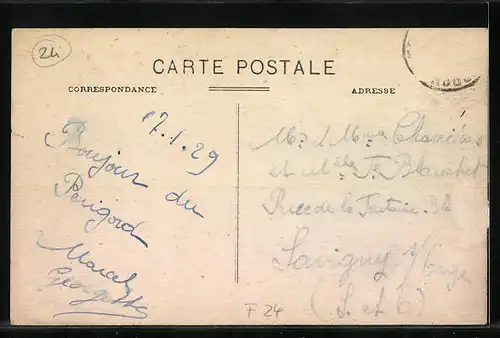 24
CARTE POSTALE
CORRESPONDANCE
ADRESSE
17.1.29
Bonjour du
Périgord
Marcel
Georgette
Mr & Mme
et Mlle
Rue de la Fontaine
Savigny s/Orge
(S. et O)
F 24